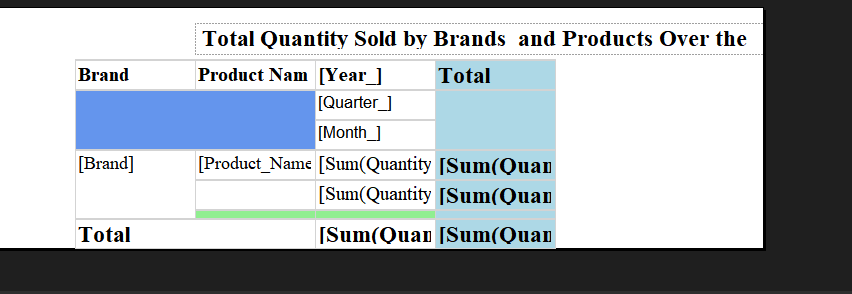 Total Quantity Sold by Brands and Products Over the
Brand Product Nam [Year_] Total
[Quarter_]
[Month_]
[Brand] [Product_Name [Sum(Quantity [Sum(Quan
[Sum(Quantity [Sum(Quan
Total [Sum(Quan [Sum(Quan